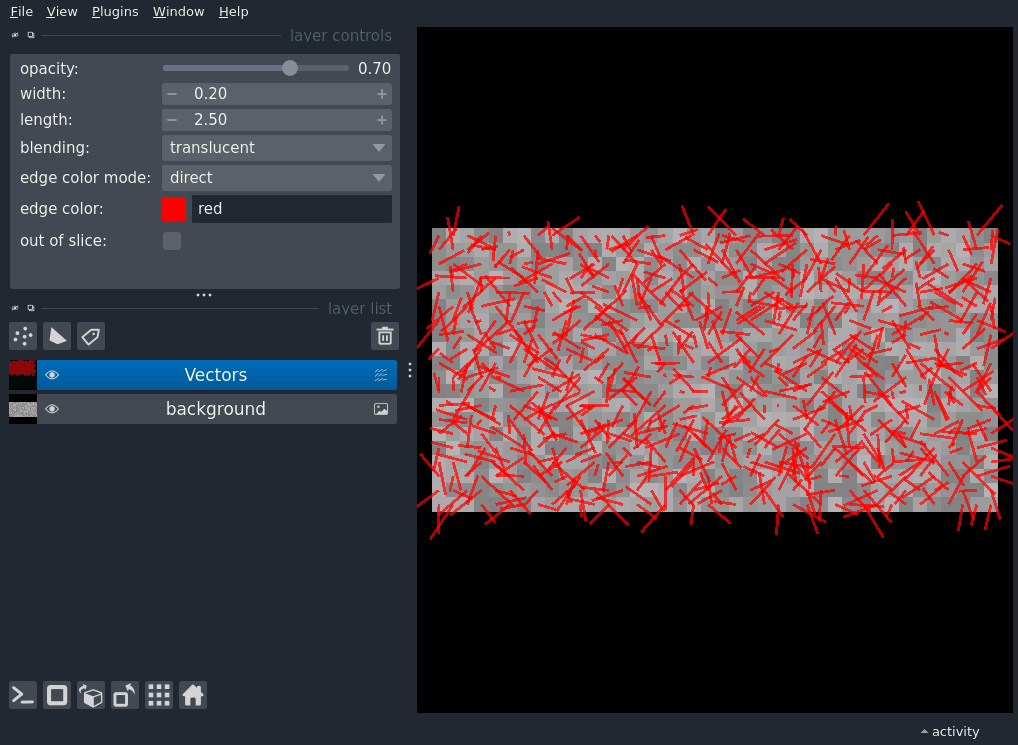 File View Plugins Window Help
layer controls
opacity: 0.70
width: − 0.20 +
length: − 2.50 +
blending: translucent
edge color mode: direct
edge color: red
out of slice:
layer list
Vectors
background
activity